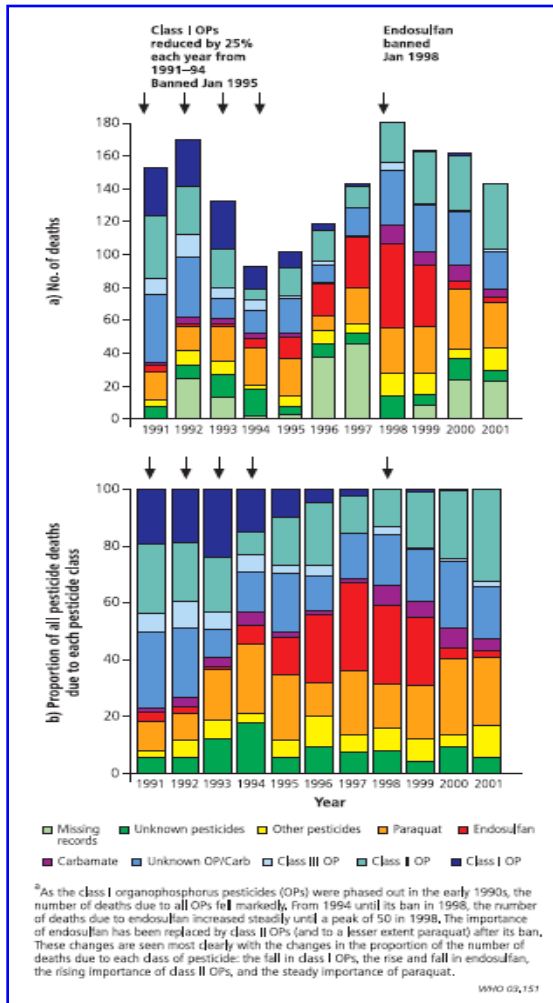 Class I OPs
reduced by 25%
each year from
1991–94
Banned Jan 1995
Endosulfan
banned
Jan 1998
a) No. of deaths
180
160
140
120
100
80
60
40
20
0
1991 1992 1993 1994 1995 1996 1997 1998 1999 2000 2001
b) Proportion of all pesticide deaths
due to each pesticide class
100
80
60
40
20
0
1991 1992 1993 1994 1995 1996 1997 1998 1999 2000 2001
Year
Missing records
Unknown pesticides
Other pesticides
Paraquat
Endosulfan
Carbamate
Unknown OP/Carb
Class III OP
Class II OP
Class I OP
aAs the class I organophosphorus pesticides (OPs) were phased out in the early 1990s, the
number of deaths due to all OPs fell markedly. From 1994 until its ban in 1998, the number
of deaths due to endosulfan increased steadily until a peak of 50 in 1998. The importance
of endosulfan has been replaced by class II OPs (and to a lesser extent paraquat) after its ban.
These changes are seen most clearly with the changes in the proportion of the number of
deaths due to each class of pesticide: the fall in class I OPs, the rise and fall in endosulfan,
the rising importance of class II OPs, and the steady importance of paraquat.
WHO 03.151